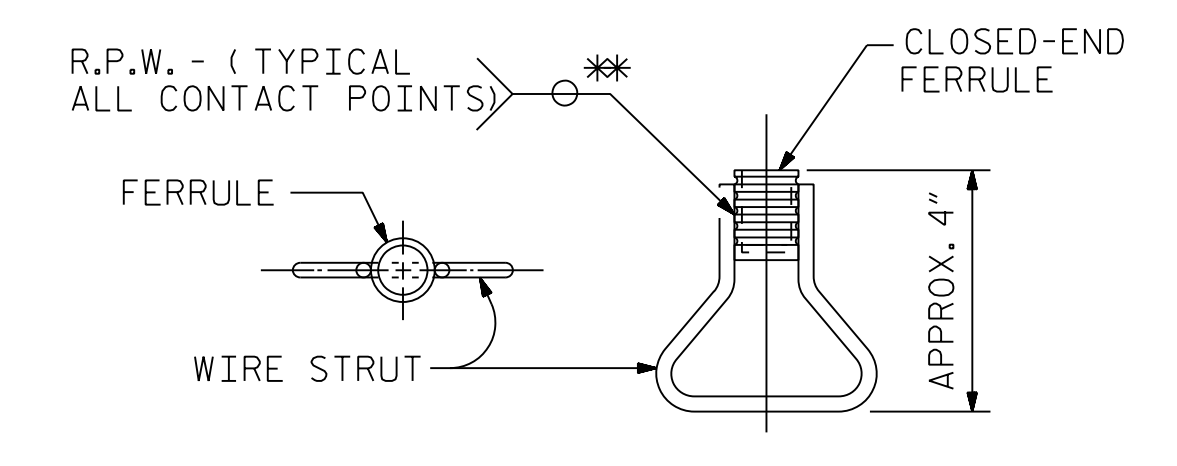 R.P.W. - ( TYPICAL
ALL CONTACT POINTS)
CLOSED-END
FERRULE
FERRULE
APPROX. 4"
WIRE STRUT